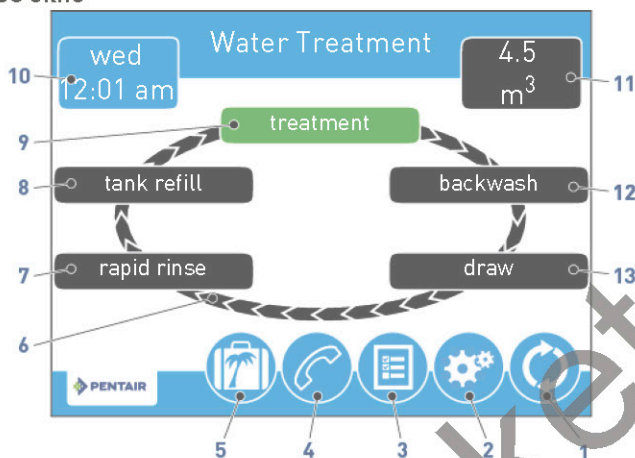 Water Treatment
wed
12:01 am
4.5
m³
10
11
treatment
9
tank refill
backwash
8
12
rapid rinse
draw
7
13
6
PENTAIR
5
4
3
2
1